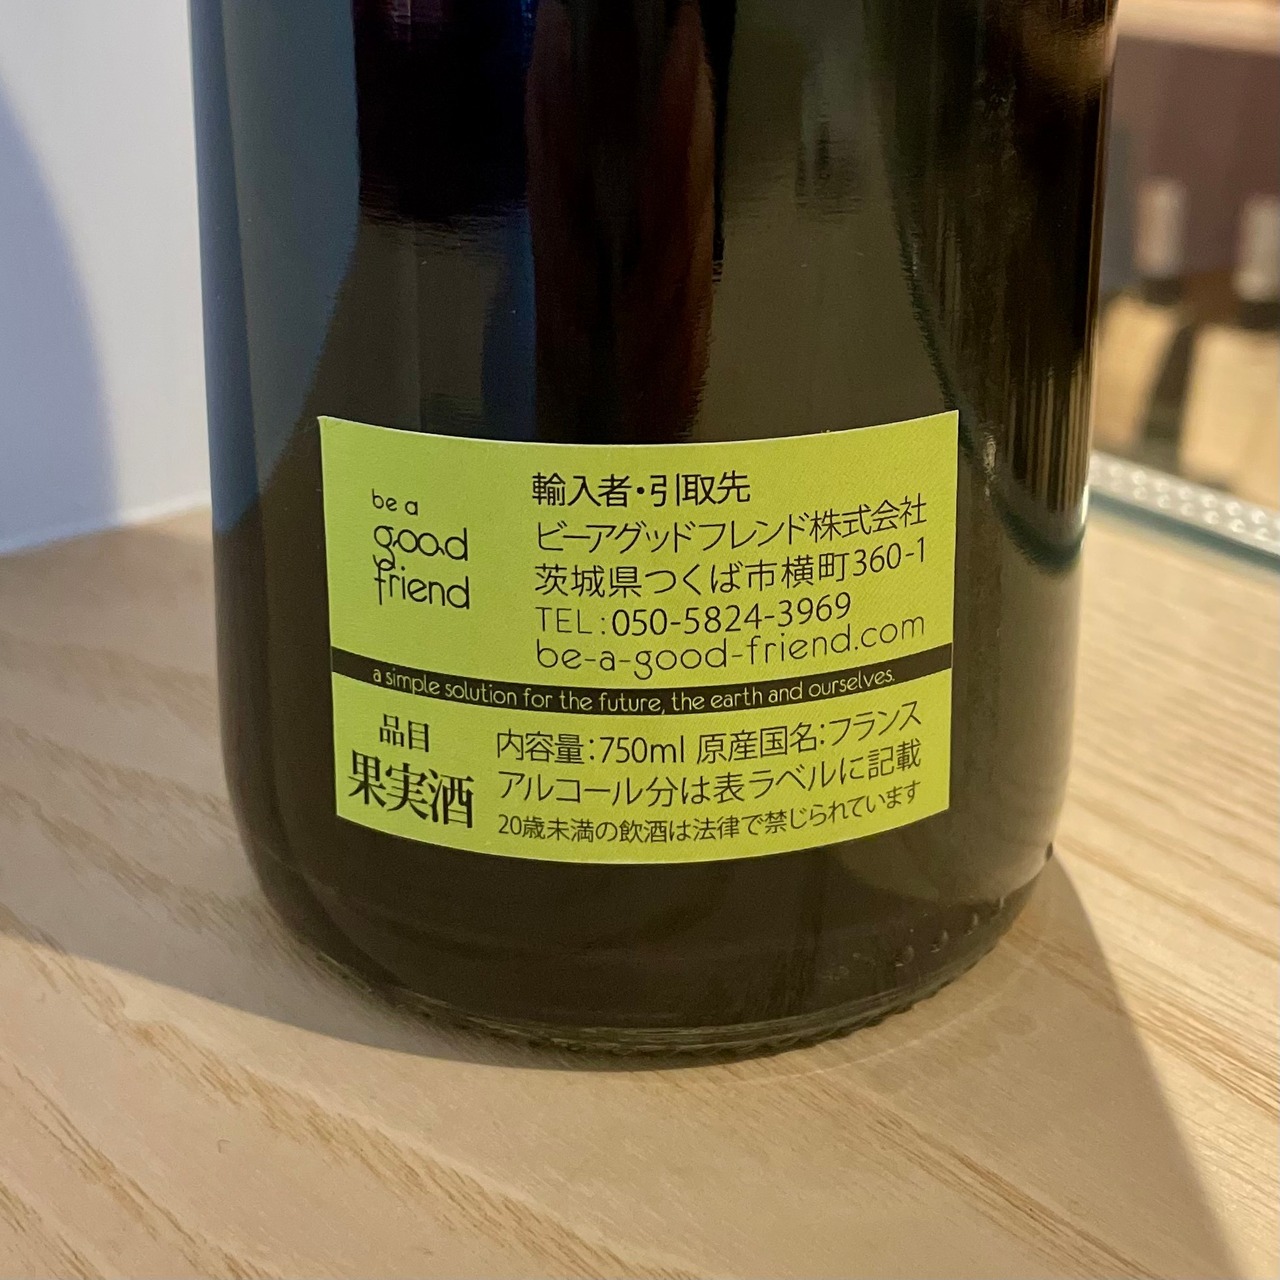 be a
good
friend
輸入者・引取先
ビーアグッドフレンド株式会社
茨城県つくば市横町360-1
TEL:050-5824-3969
be-a-good-friend.com
a simple solution for the future, the earth and ourselves.
品目
果実酒
内容量:750ml 原産国名:フランス
アルコール分は表ラベルに記載
20歳未満の飲酒は法律で禁じられています